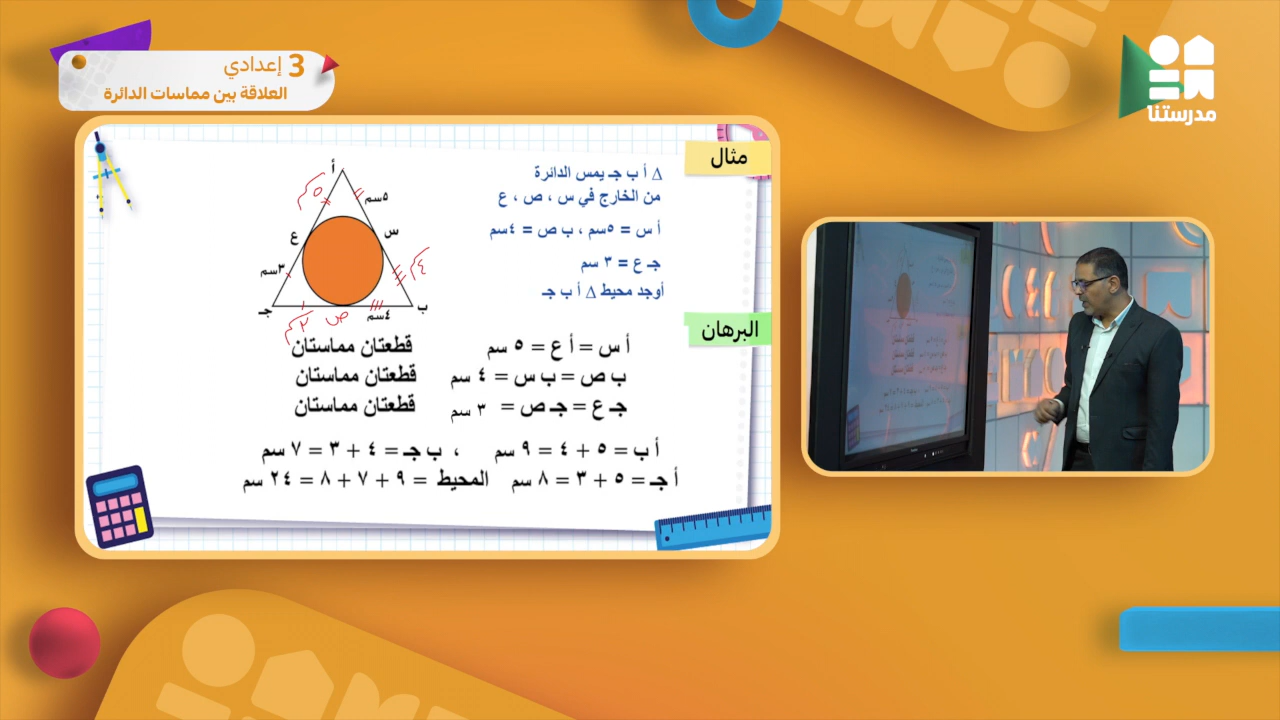 3 إعدادي
العلاقة بين مماسات الدائرة
مدرستنا
مثال
Δ أ ب جـ يمس الدائرة
من الخارج في س ، ص ، ع
أ س = ٥سم ، ب ص = ٤سم
جـ ع = ٣ سم
أوجد محيط Δ أ ب جـ
أ
٥سم
٥سم
ع
س
٣سم
٤سم
جـ
ب
٣سم
ص
٤سم
البرهان
أ س = أ ع = ٥ سم قطعتان مماستان
ب ص = ب س = ٤ سم قطعتان مماستان
جـ ع = جـ ص = ٣ سم قطعتان مماستان
أ ب = ٥ + ٤ = ٩ سم ، ب جـ = ٤ + ٣ = ٧ سم
أ جـ = ٥ + ٣ = ٨ سم المحيط = ٩ + ٧ + ٨ = ٢٤ سم